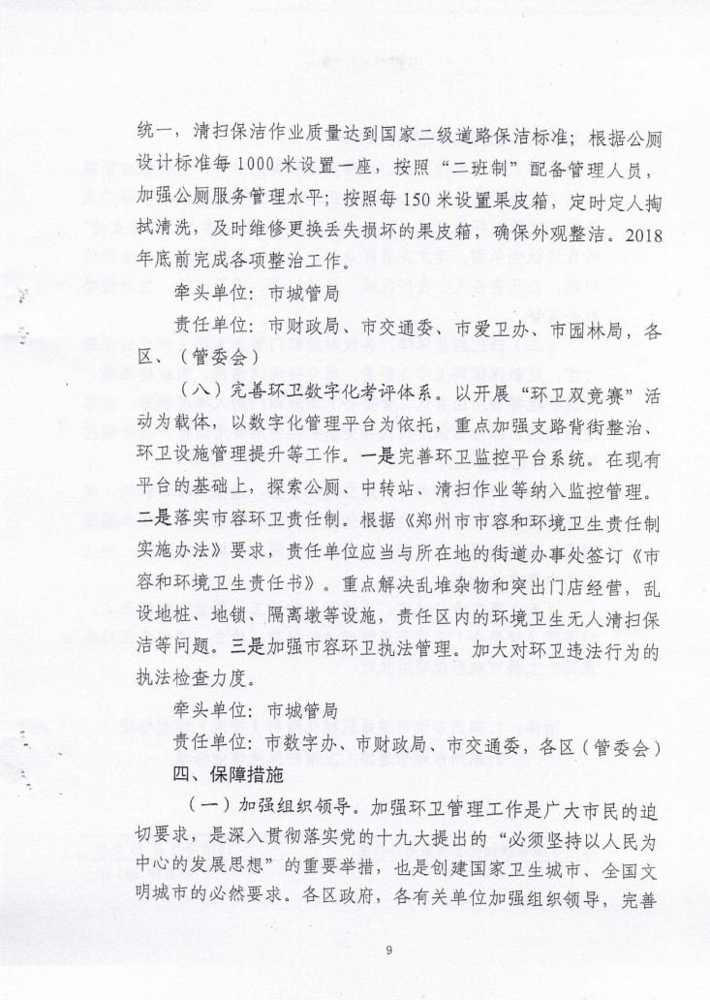 统一，清扫保洁作业质量达到国家二级道路保洁标准；根据公厕
设计标准每 1000 米设置一座，按照“二班制”配备管理人员，
加强公厕服务管理水平；按照每 150 米设置果皮箱，定时定人掏
拭清洗，及时维修更换丢失损坏的果皮箱，确保外观整洁。2018
年底前完成各项整治工作。
牵头单位：市城管局
责任单位：市财政局、市交通委、市爱卫办、市园林局，各
区、（管委会）
（八）完善环卫数字化考评体系。以开展“环卫双竞赛”活
动为载体，以数字化管理平台为依托，重点加强支路背街整治、
环卫设施管理提升等工作。一是完善环卫监控平台系统。在现有
平台的基础上，探索公厕、中转站、清扫作业等纳入监控管理。
二是落实市容环卫责任制。根据《郑州市市容和环境卫生责任制
实施办法》要求，责任单位应当与所在地的街道办事处签订《市
容和环境卫生责任书》。重点解决乱堆杂物和突出门店经营，乱
设地桩、地锁、隔离墩等设施，责任区内的环境卫生无人清扫保
洁等问题。三是加强市容环卫执法管理。加大对环卫违法行为的
执法检查力度。
牵头单位：市城管局
责任单位：市数字办、市财政局、市交通委，各区（管委会）
四、保障措施
（一）加强组织领导。加强环卫管理工作是广大市民的迫
切要求，是深入贯彻落实党的十九大提出的“必须坚持以人民为
中心的发展思想”的重要举措，也是创建国家卫生城市、全国文
明城市的必然要求。各区政府，各有关单位加强组织领导，完善
9